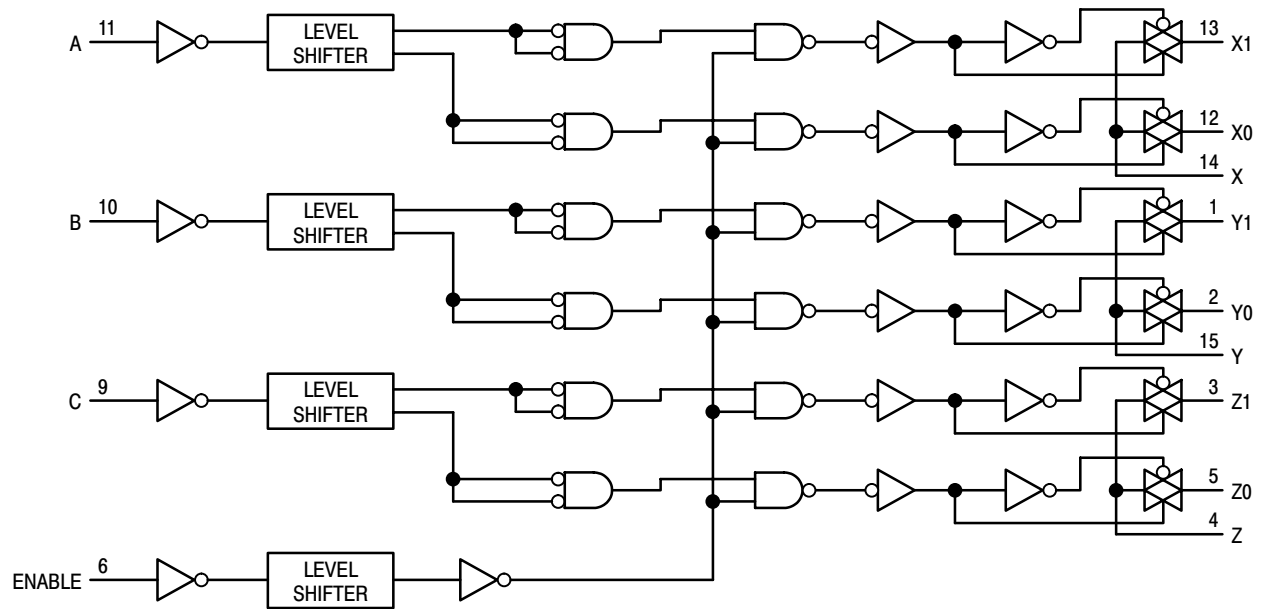 A 11
LEVEL
SHIFTER
13 X1
12 X0
14 X
B 10
LEVEL
SHIFTER
1 Y1
2 Y0
15 Y
C 9
LEVEL
SHIFTER
3 Z1
5 Z0
4 Z
ENABLE 6
LEVEL
SHIFTER